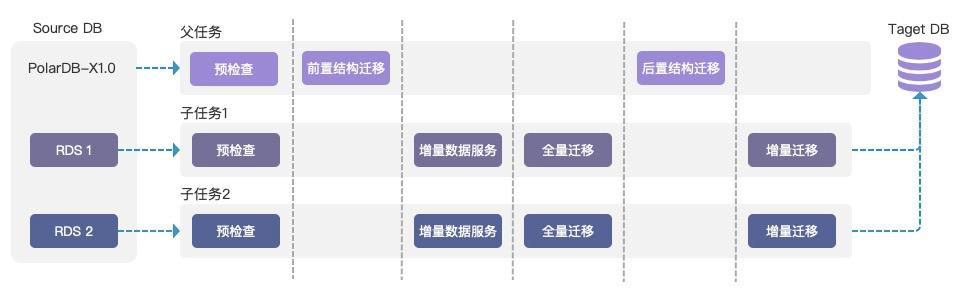 Source DB
父任务
Taget DB
PolarDB-X1.0
预检查
前置结构迁移
后置结构迁移
子任务1
RDS 1
预检查
增量数据服务
全量迁移
增量迁移
子任务2
RDS 2
预检查
增量数据服务
全量迁移
增量迁移